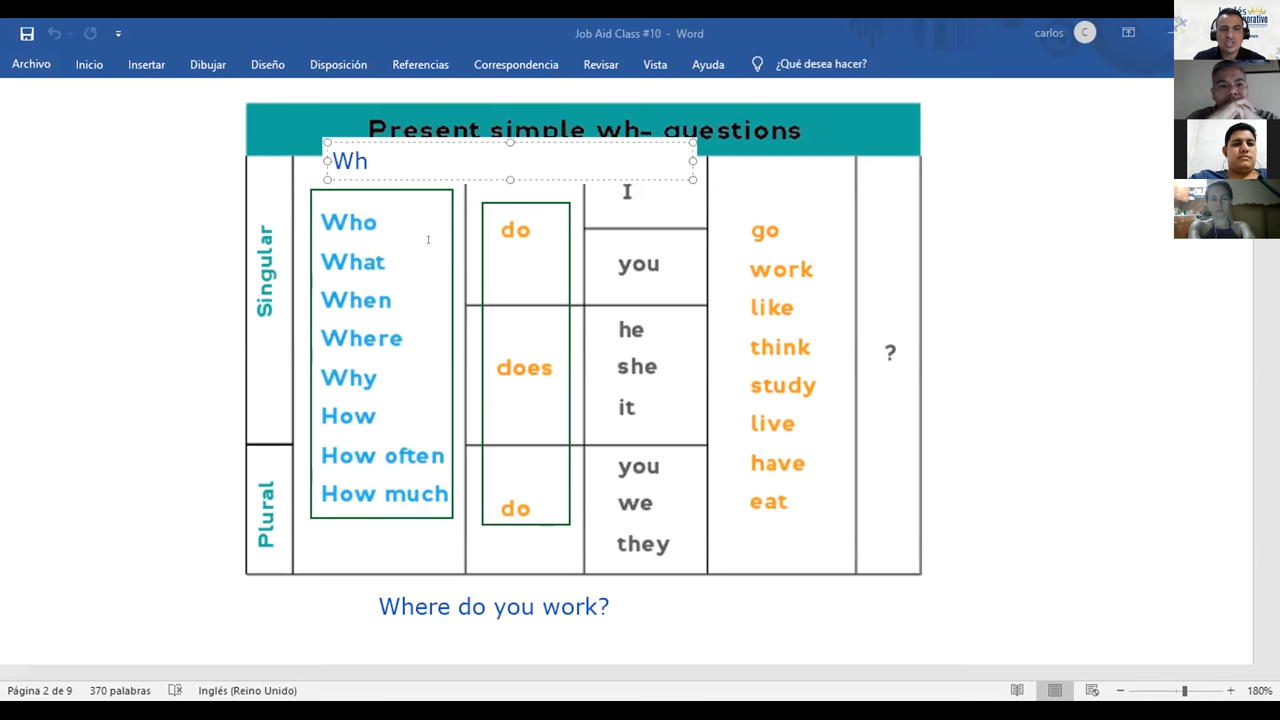 Job Aid Class #10 - Word
carlos
C
Archivo
Inicio
Insertar
Dibujar
Diseño
Disposición
Referencias
Correspondencia
Revisar
Vista
Ayuda
¿Qué desea hacer?
Present simple wh- questions
Wh
Singular
Who
What
When
Where
Why
How
How often
How much
do
does
do
I
you
he
she
it
you
we
they
go
work
like
think
study
live
have
eat
?
Plural
Where do you work?
Página 2 de 9
370 palabras
Inglés (Reino Unido)
180%